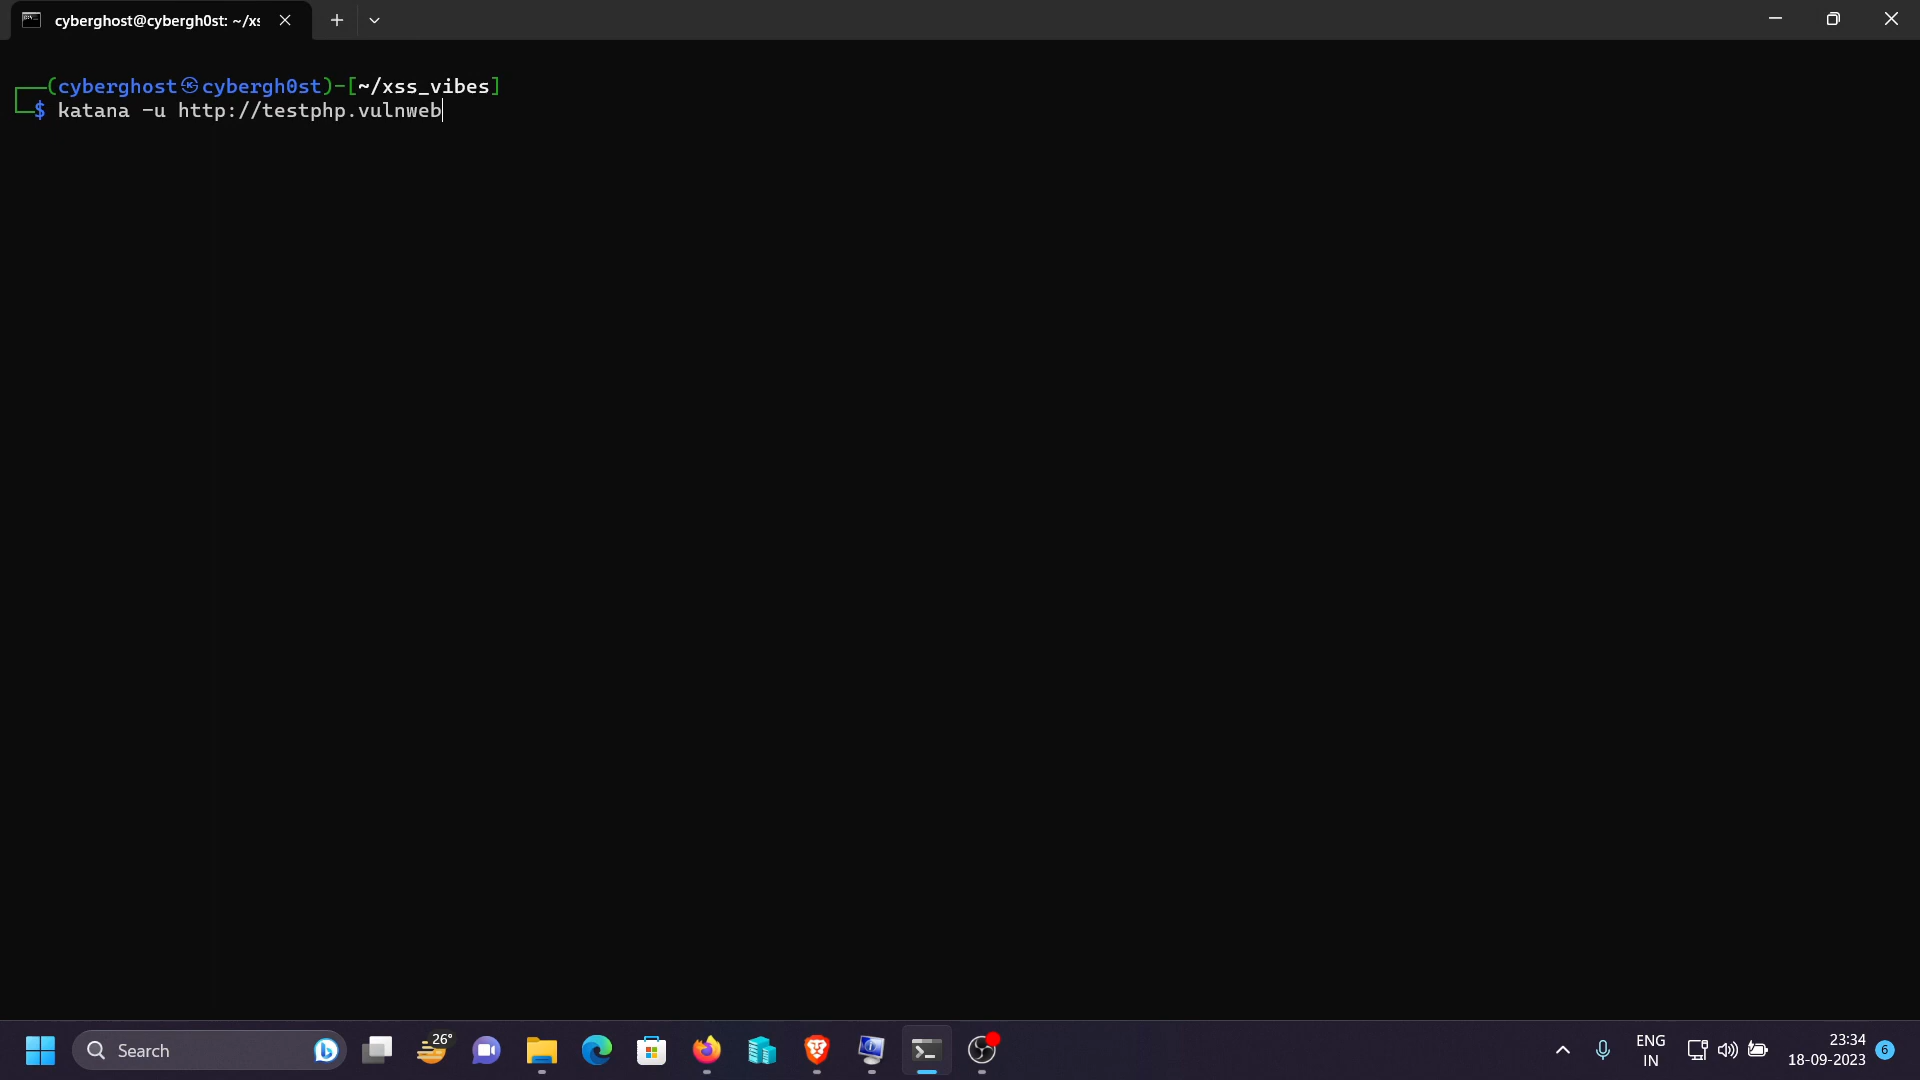 cyberghost@cybergh0st: ~/xs
(cyberghost㉿cybergh0st)-[~/xss_vibes]
$ katana -u http://testphp.vulnweb
Search
26°
ENG
IN
23:34
18-09-2023
6